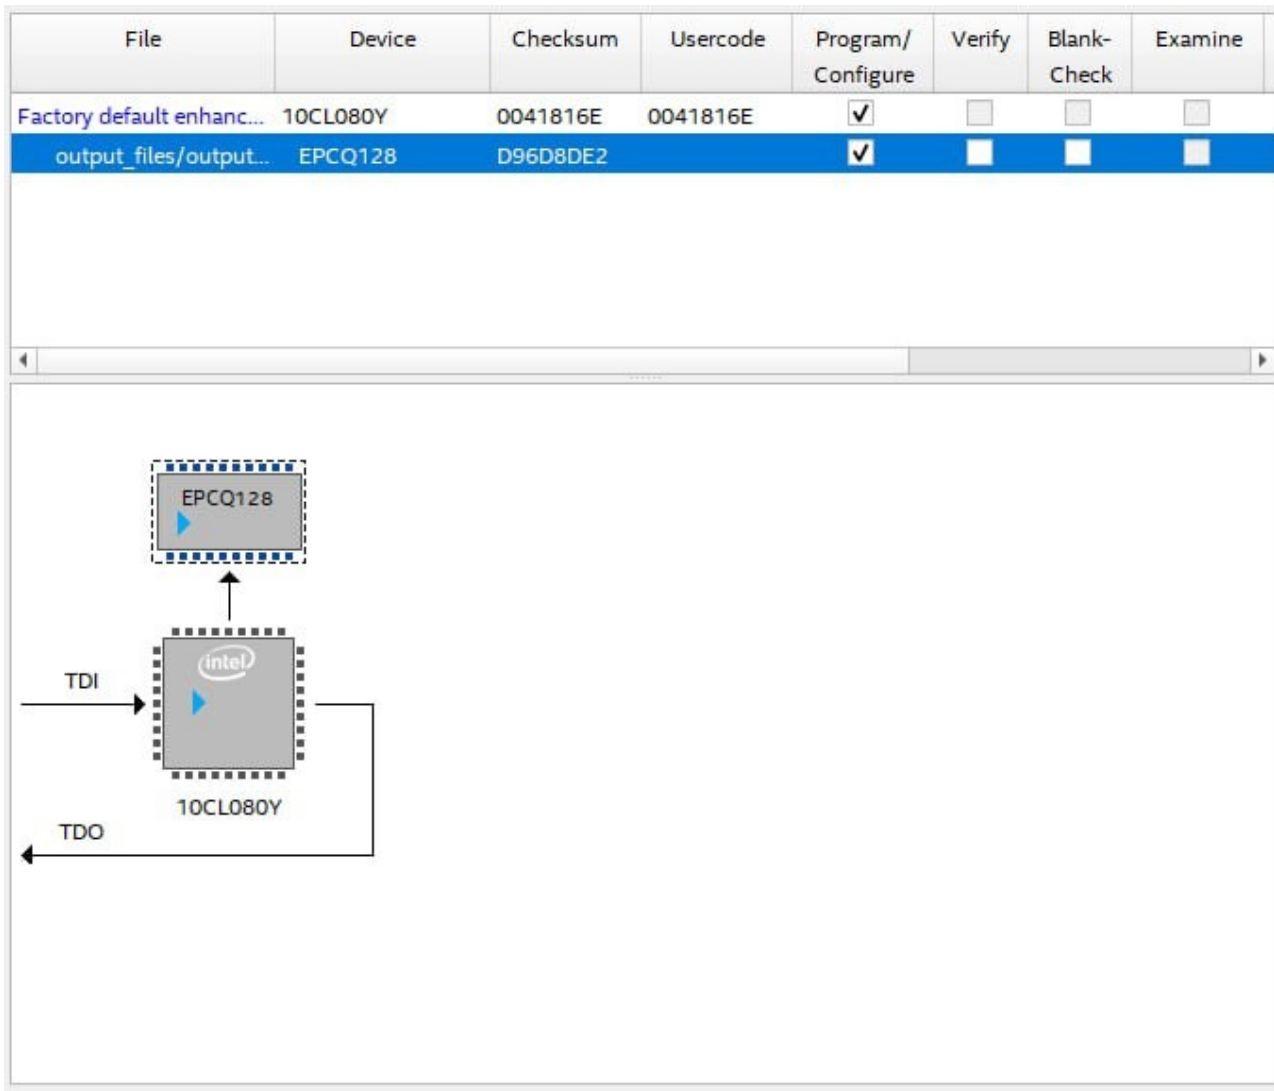 File Device Checksum Usercode Program/ Verify Blank- Examine
Configure Check
Factory default enhanc... 10CL080Y 0041816E 0041816E
output_files/output... EPCQ128 D96D8DE2
EPCQ128
intel
TDI
10CL080Y
TDO